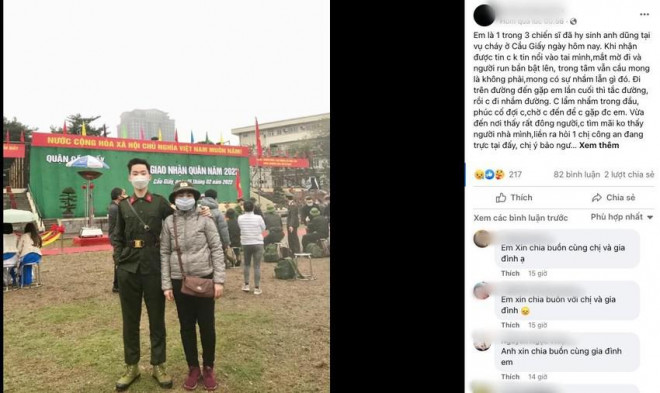 NƯỚC CỘNG HÒA XÃ HỘI CHỦ NGHĨA VIỆT NAM
QUÂN
GIAO NHẬN QUÂN NĂM 2022
Cầu Giấy,
02 năm 2022
Em là 1 trong 3 chiến sĩ đã hy sinh anh dũng tại
vụ cháy ở Cầu Giấy ngày hôm nay. Khi nhận
được tin c k tin nổi vào tai mình,mắt mờ đi và
người run bần bật lên, trong tâm vẫn cầu mong
là không phải,mong có sự nhầm lẫn gì đó. Đi
trên đường đến gặp em lần cuối thì tắc đường,
rồi c đi nhầm đường. C lẩm nhẩm trong đầu,
phúc cố đợi c,chờ c đến để c gặp đc em. Vừa
đến nơi thấy rất đông người,c tìm mãi ko thấy
người nhà mình,liền ra hỏi 1 chị công an đang
trực tại đấy, chị ý bảo ngư... Xem thêm
217
82 bình luận 2 lượt chia sẻ
Thích
Chia sẻ
Xem các bình luận trước
Phù hợp nhất
Em Xin chia buồn cùng chị và gia
đình ạ
Thích 15 giờ
Em xin chia buồn với chị và gia
đình
Thích 15 giờ
Anh xin chia buồn cùng gia đình
em
Thích 14 giờ